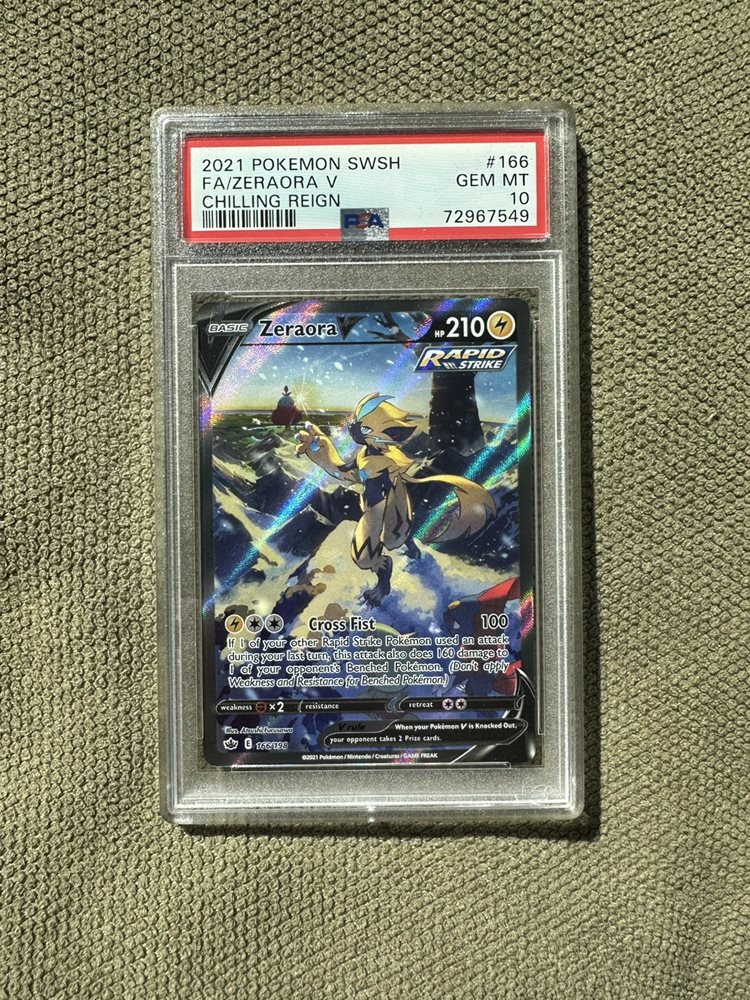 2021 POKEMON SWSH #166
FA/ZERAORA V GEM MT
CHILLING REIGN 10
PSA 72967549
BASIC Zeraora V HP 210
RAPID
STRIKE
Cross Fist 100
If 1 of your other Rapid Strike Pokémon used an attack
during your last turn, this attack also does 160 damage to
1 of your opponent's Benched Pokémon. (Don't apply
Weakness and Resistance for Benched Pokémon.)
weakness ×2 resistance retreat
V rule When your Pokémon V is Knocked Out,
your opponent takes 2 Prize cards.
illus. Atsushi Furusawa
E 166/198
©2021 Pokémon / Nintendo / Creatures / GAME FREAK